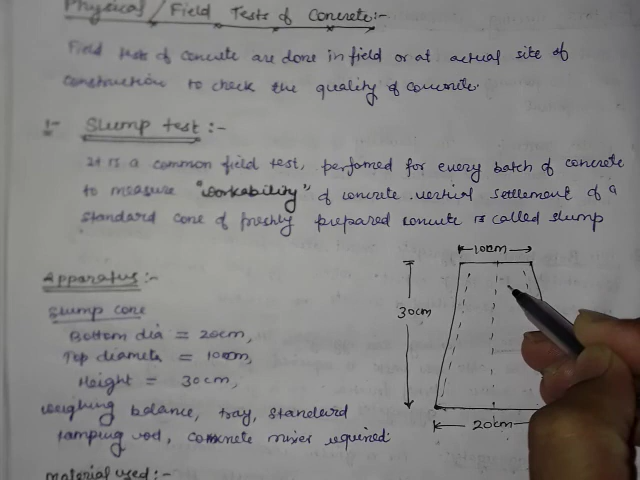 Physical / Field Tests of Concrete:-
Field tests of concrete are done in field or at actual site of
construction to check the quality of concrete.
1- Slump test:-
It is a common field test, perfomed for every batch of concrete
to measure "workability" of concrete. vertical settlement of a
standard cone of freshly prepared concrete is called slump
10cm
30cm
20cm
Apparatus:-
Slump cone
Bottom dia = 20cm,
Top diameter = 10cm,
Height = 30cm,
weighing balance, tray, standard
tamping rod, concrete mixer required
Material used:-